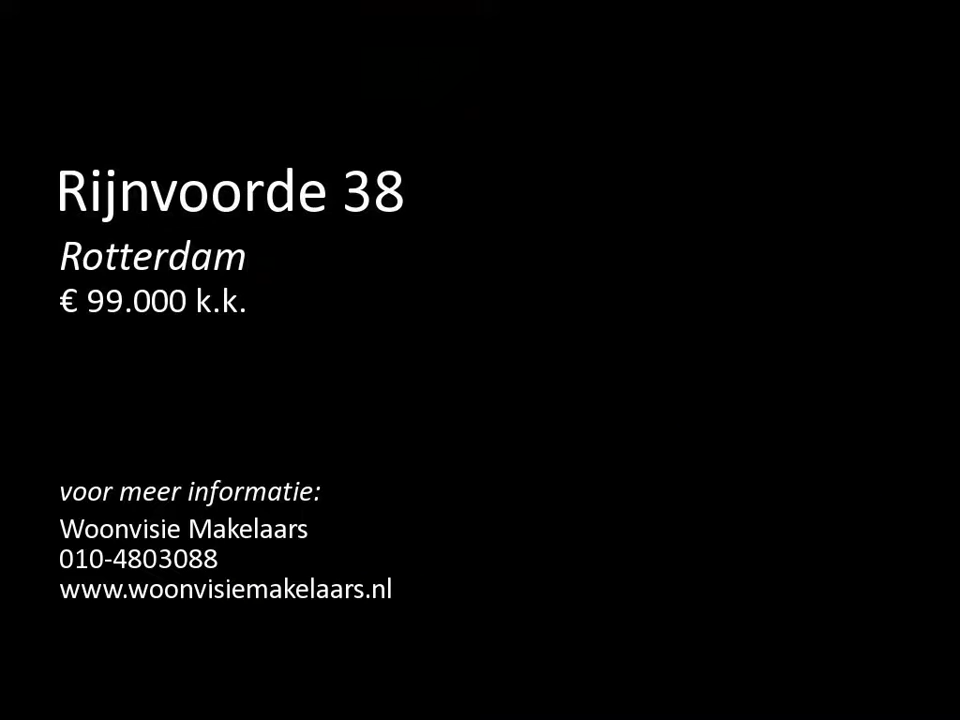 Rijnvoorde 38
Rotterdam
€ 99.000 k.k.
voor meer informatie:
Woonvisie Makelaars
010-4803088
www.woonvisiemakelaars.nl